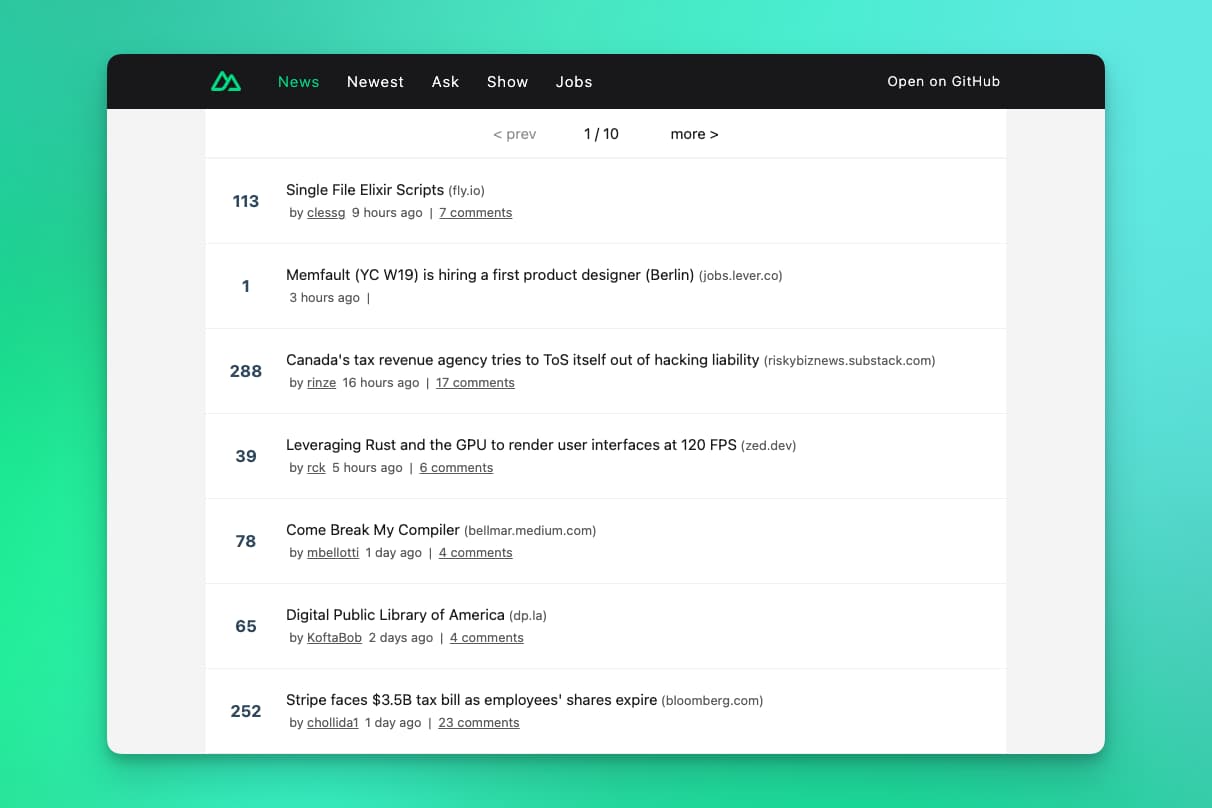 News Newest Ask Show Jobs Open on GitHub
< prev 1 / 10 more >
113
Single File Elixir Scripts (fly.io)
by clessg 9 hours ago | 7 comments
1
Memfault (YC W19) is hiring a first product designer (Berlin) (jobs.lever.co)
3 hours ago |
288
Canada's tax revenue agency tries to ToS itself out of hacking liability (riskybiznews.substack.com)
by rinze 16 hours ago | 17 comments
39
Leveraging Rust and the GPU to render user interfaces at 120 FPS (zed.dev)
by rck 5 hours ago | 6 comments
78
Come Break My Compiler (bellmar.medium.com)
by mbellotti 1 day ago | 4 comments
65
Digital Public Library of America (dp.la)
by KoftaBob 2 days ago | 4 comments
252
Stripe faces $3.5B tax bill as employees' shares expire (bloomberg.com)
by chollida1 1 day ago | 23 comments